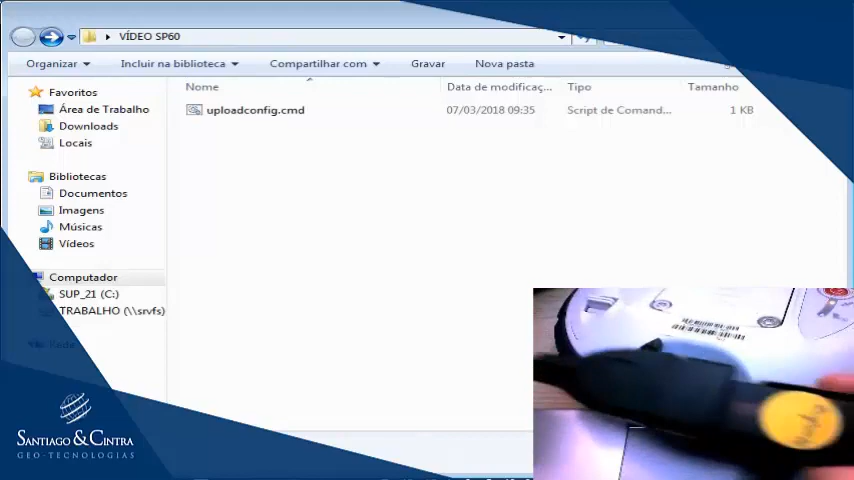 VÍDEO SP60
Organizar
Incluir na biblioteca
Compartilhar com
Gravar
Nova pasta
Nome
Data de modificaç...
Tipo
Tamanho
uploadconfig.cmd
07/03/2018 09:35
Script de Comand...
1 KB
Favoritos
Área de Trabalho
Downloads
Locais
Bibliotecas
Documentos
Imagens
Músicas
Vídeos
Computador
SUP_21 (C:)
TRABALHO (\\srvfs)
Rede
SANTIAGO & CINTRA
GEO-TECNOLOGIAS